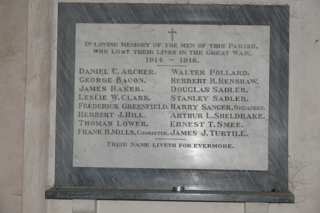 In loving memory of the men of this Parish,
who lost their lives in the Great War,
1914 – 1918.
Daniel C. Archer. Walter Pollard.
George Bacon. Herbert H. Renshaw.
James Baker. Douglas Sadler.
Leslie W. Clark. Stanley Sadler.
Frederick Greenfield. Harry Sanger,
Herbert J. Hill. Arthur L. Sheldrake.
Thomas Lower. Ernest T. Smee.
Frank B. Mills, James J. Turtill.
Their name liveth for evermore.